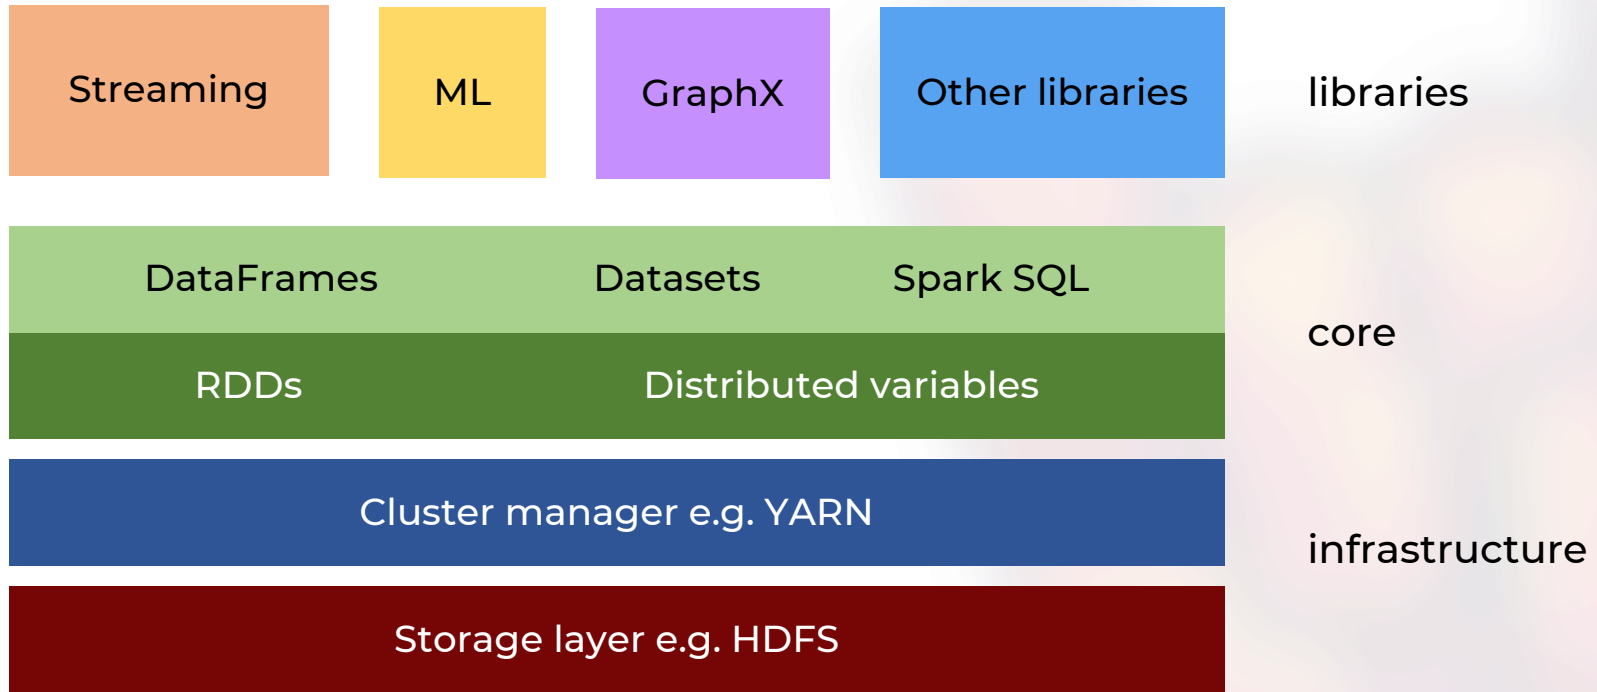 Streaming
ML
GraphX
Other libraries
libraries
DataFrames
Datasets
Spark SQL
core
RDDs
Distributed variables
Cluster manager e.g. YARN
infrastructure
Storage layer e.g. HDFS